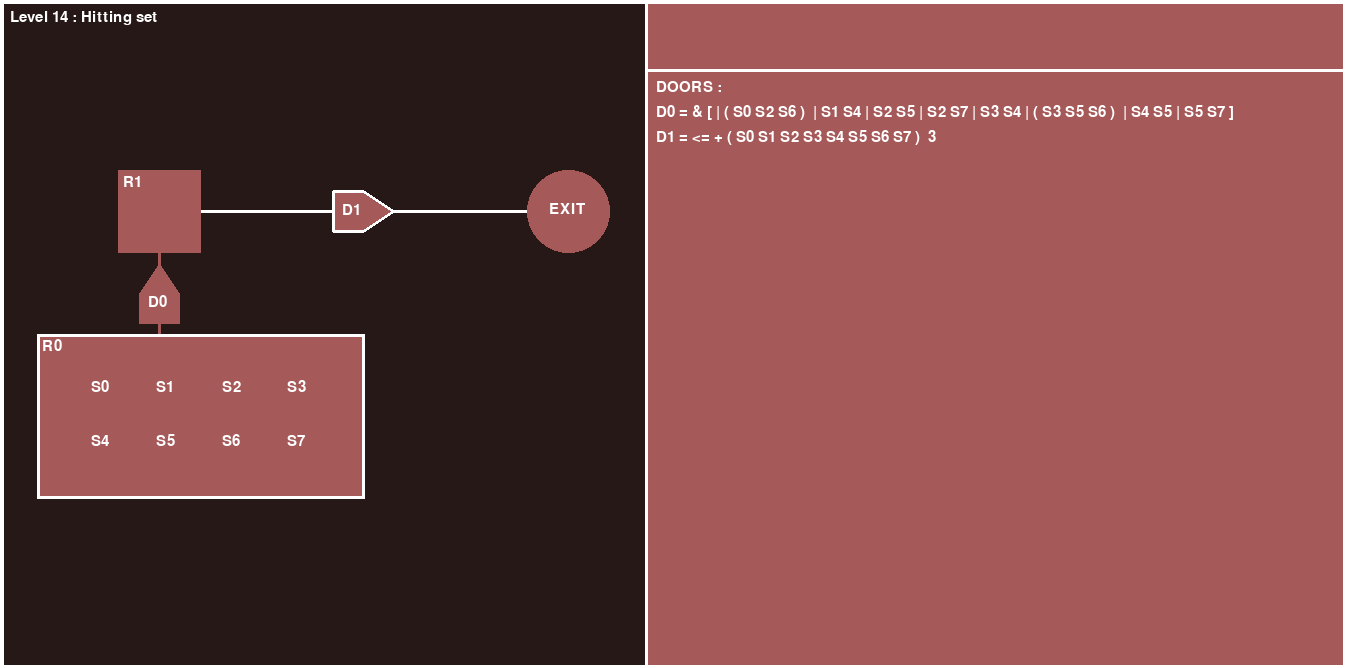 Level 14 : Hitting set
R1
D1
EXIT
D0
R0
S0 S1 S2 S3
S4 S5 S6 S7
DOORS :
D0 = & [ | ( S0 S2 S6 ) | S1 S4 | S2 S5 | S2 S7 | S3 S4 | ( S3 S5 S6 ) | S4 S5 | S5 S7 ]
D1 = <= + ( S0 S1 S2 S3 S4 S5 S6 S7 ) 3